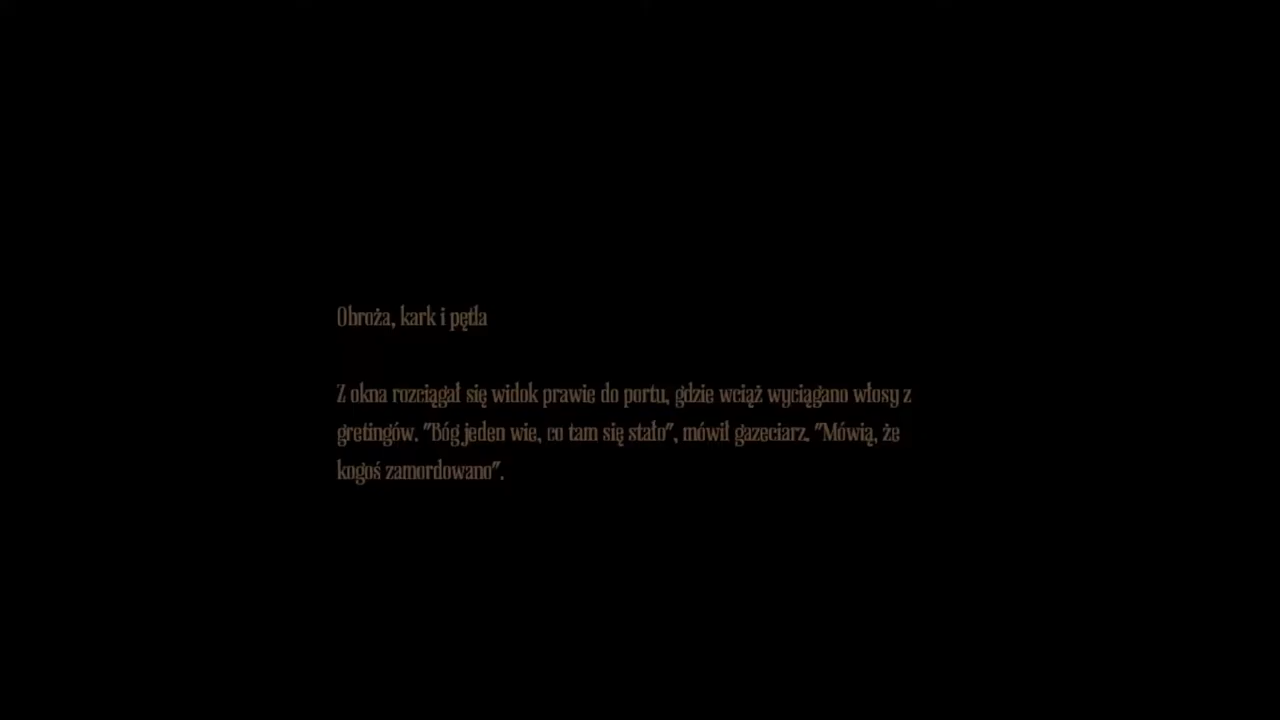 Obroża, kark i pętla
Z okna rozciągał się widok prawie do portu, gdzie wciąż wyciągano włosy z
gretingów. "Bóg jeden wie, co tam się stało", mówił gazeciarz. "Mówią, że
kogoś zamordowano".